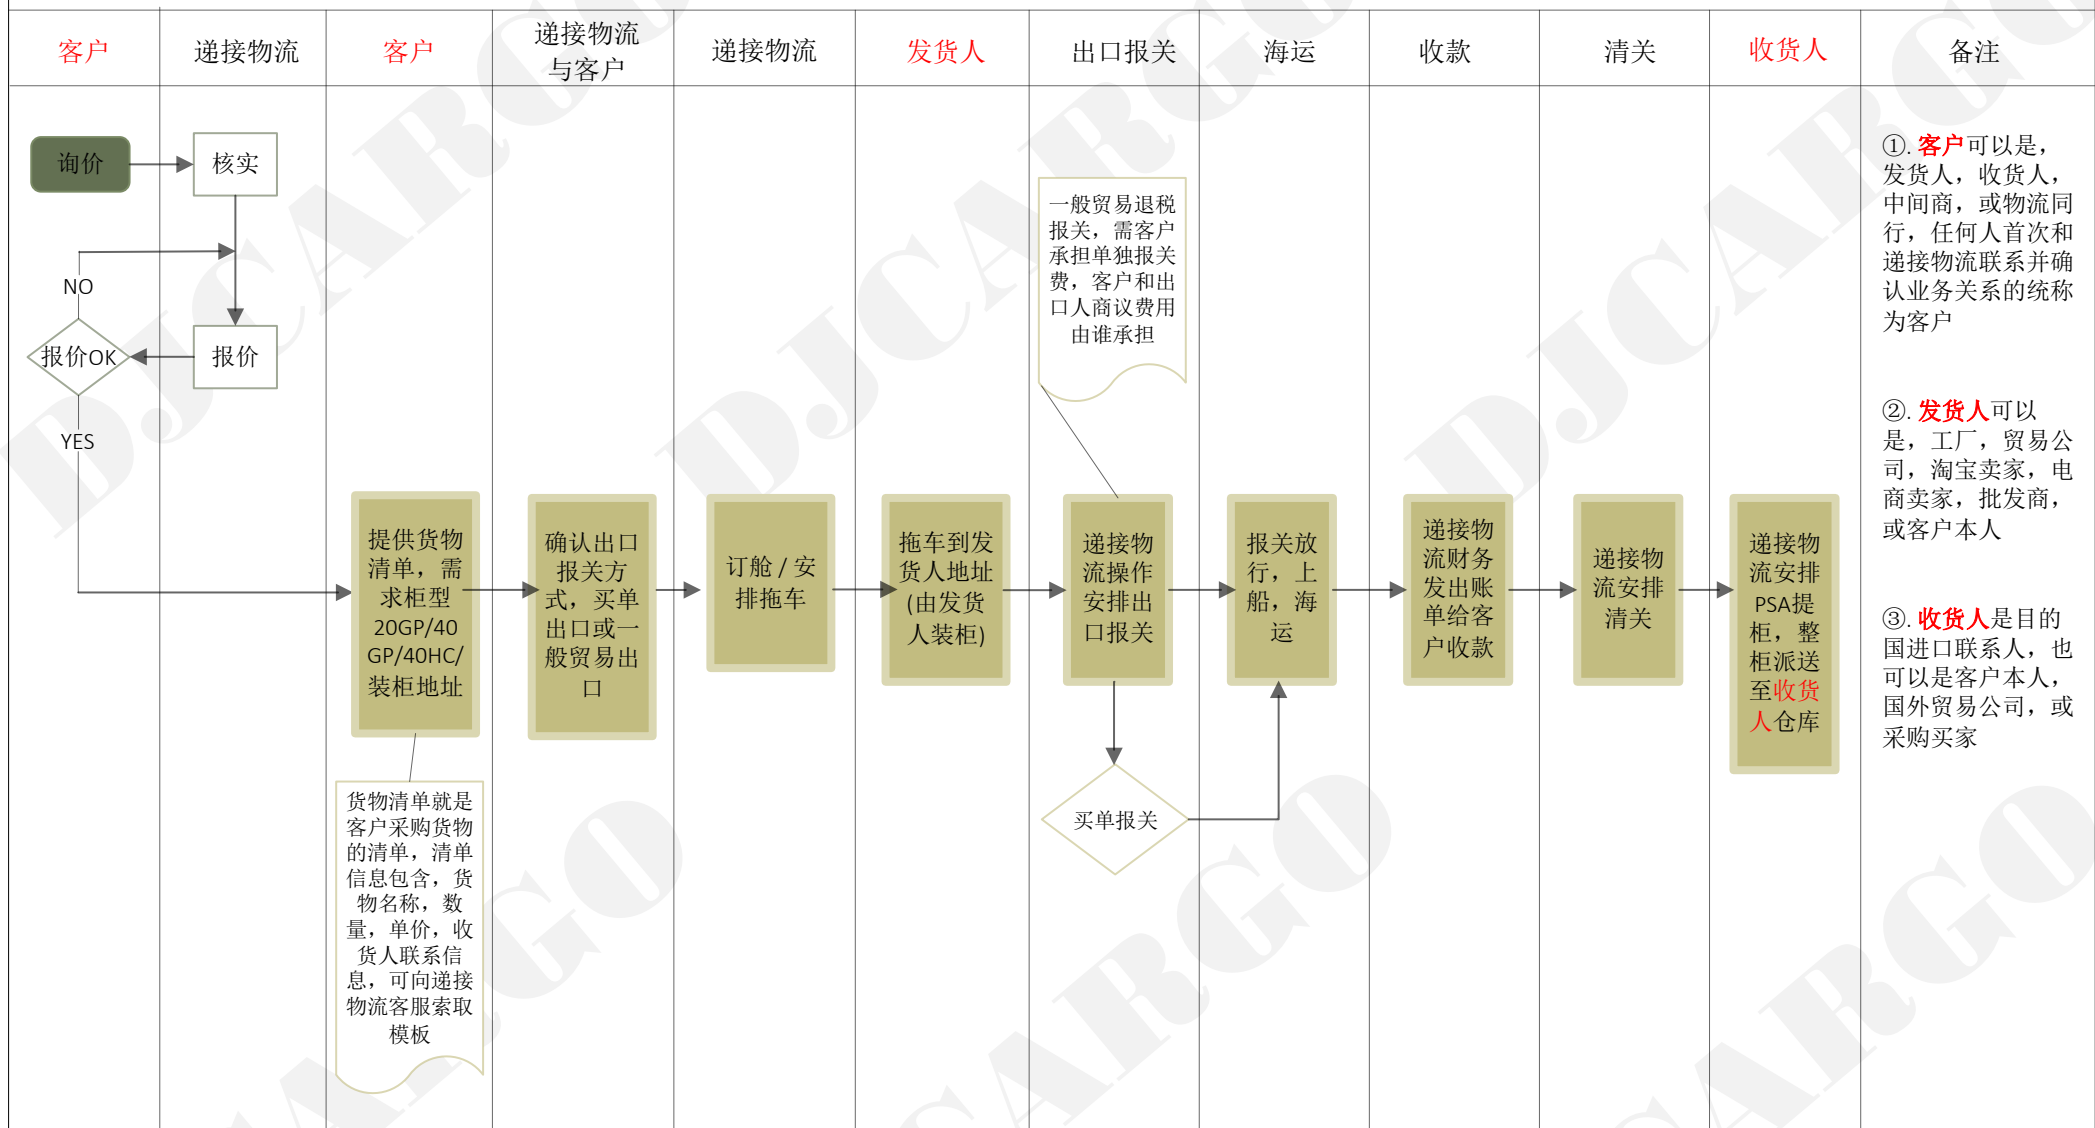 客户
递接物流
客户
递接物流
与客户
递接物流
发货人
出口报关
海运
收款
清关
收货人
备注
询价
核实
NO
报价OK
报价
YES
提供货物
清单，需
求柜型
20GP/40
GP/40HC/
装柜地址
货物清单就是
客户采购货物
的清单，清单
信息包含，货
物名称，数
量，单价，收
货人联系信
息，可向递接
物流客服索取
模板
确认出口
报关方
式，买单
出口或一
般贸易出
口
订舱 / 安
排拖车
拖车到发
货人地址
(由发货
人装柜)
一般贸易退税
报关，需客户
承担单独报关
费，客户和出
口人商议费用
由谁承担
递接物
流操作
安排出
口报关
买单报关
报关放
行，上
船，海
运
递接物
流财务
发出账
单给客
户收款
递接物
流安排
清关
递接物
流安排
PSA提
柜，整
柜派送
至收货
人仓库
①. 客户可以是，
发货人，收货人，
中间商，或物流同
行，任何人首次和
递接物流联系并确
认业务关系的统称
为客户
②. 发货人可以
是，工厂，贸易公
司，淘宝卖家，电
商卖家，批发商，
或客户本人
③. 收货人是目的
国进口联系人，也
可以是客户本人，
国外贸易公司，或
采购买家
DJCARGO
DJCARGO
DJCARGO
CARGO
CARGO
CARGO